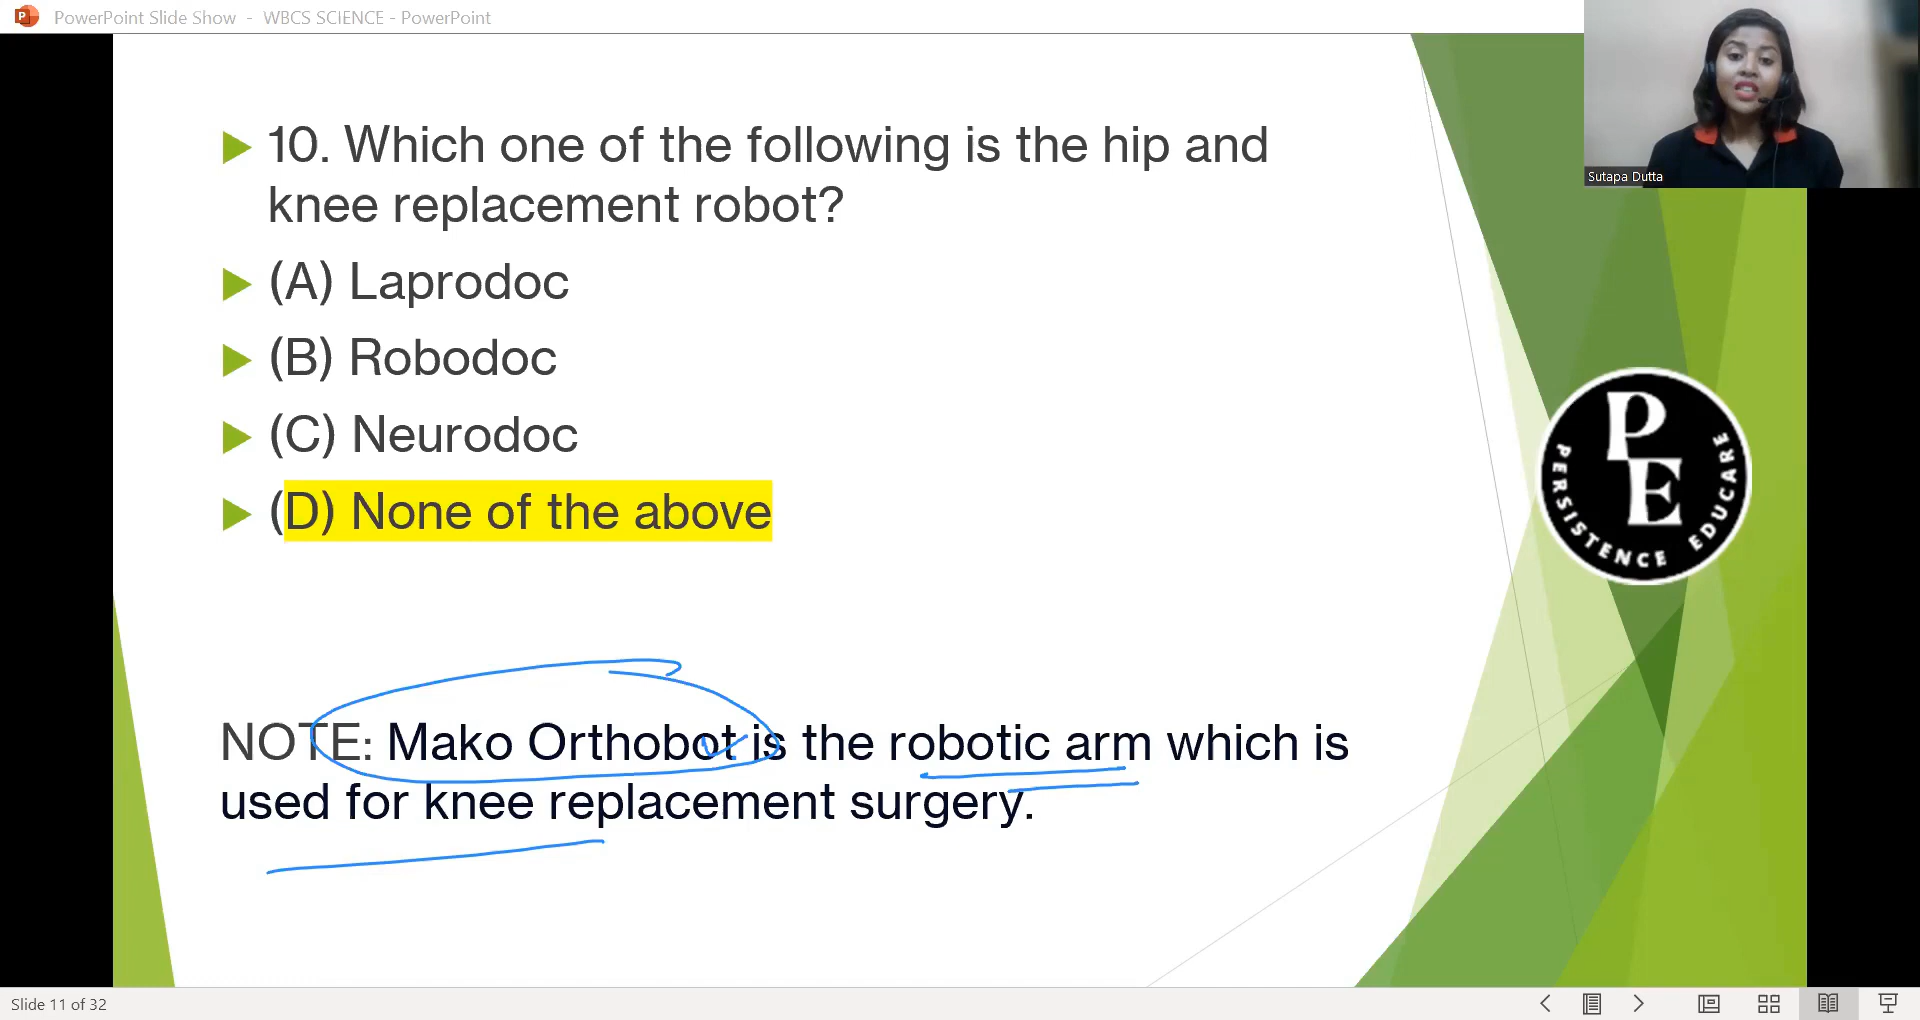 PowerPoint Slide Show - WBCS SCIENCE - PowerPoint
Sutapa Dutta
10. Which one of the following is the hip and
knee replacement robot?
(A) Laprodoc
(B) Robodoc
(C) Neurodoc
(D) None of the above
PE
PERSISTENCE EDUCARE
NOTE: Mako Orthobot is the robotic arm which is
used for knee replacement surgery.
Slide 11 of 32